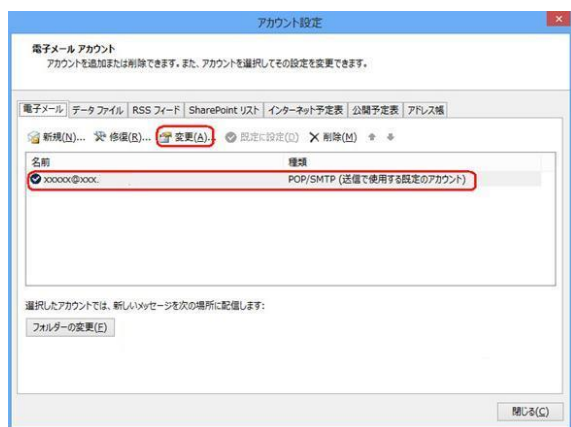 アカウント設定
電子メール アカウント
アカウントを追加または削除できます。また、アカウントを選択してその設定を変更できます。
電子メール データ ファイル RSS フィード SharePoint リスト インターネット予定表 公開予定表 アドレス帳
新規(N)... 修復(R)... 変更(A)... 既定に設定(D) 削除(M)
名前 種類
xxxxx@xxx. POP/SMTP (送信で使用する既定のアカウント)
選択したアカウントでは、新しいメッセージを次の場所に配信します:
フォルダーの変更(F)
閉じる(C)